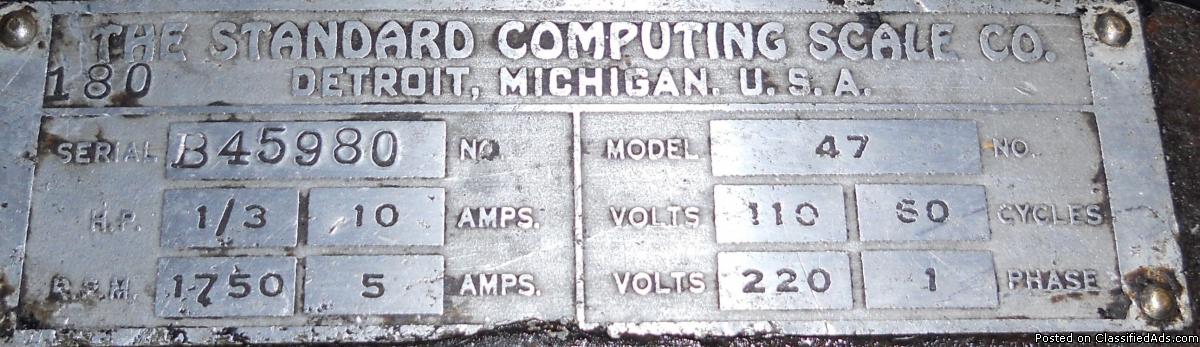 THE STANDARD COMPUTING SCALE CO.
180 DETROIT, MICHIGAN. U. S. A.
SERIAL B45980 NO. MODEL 47 NO.
H.P. 1/3 10 AMPS. VOLTS 110 60 CYCLES
R.P.M. 1750 5 AMPS. VOLTS 220 1 PHASE
Posted on ClassifiedAds.com